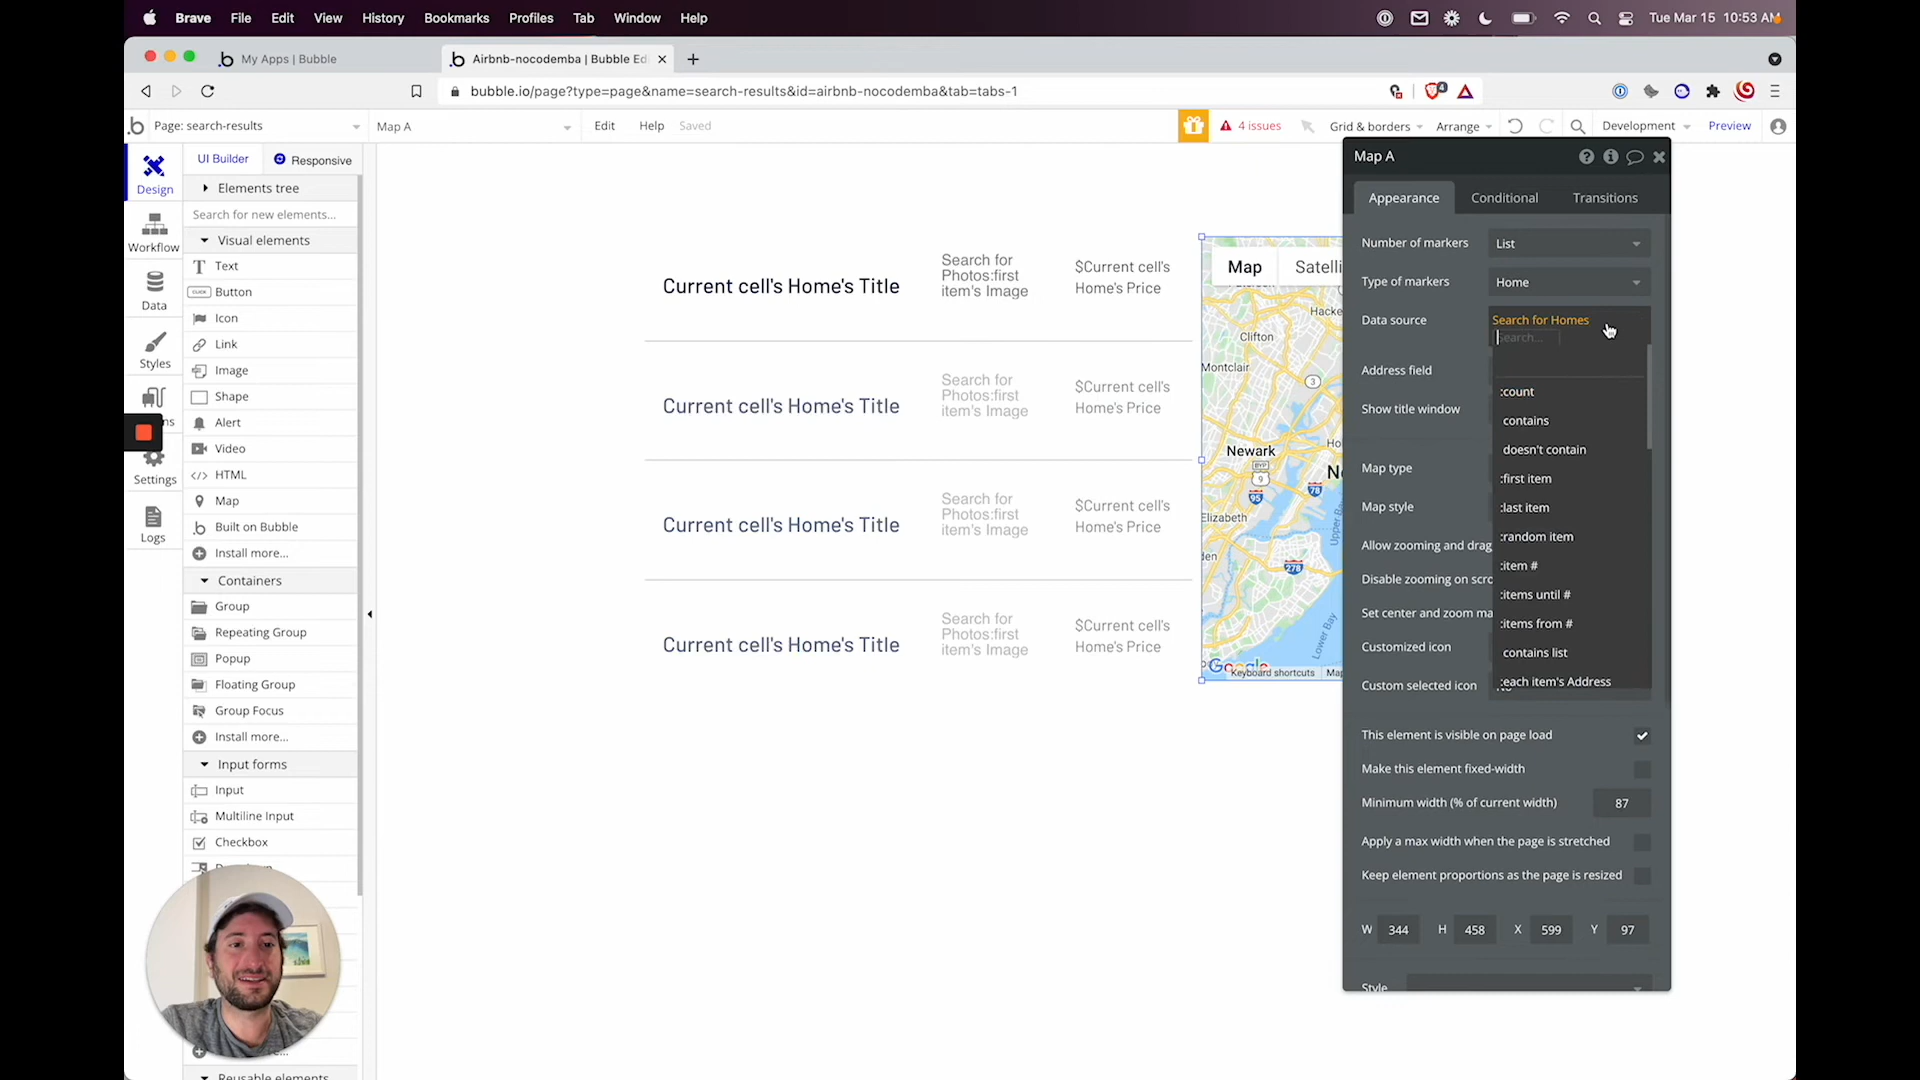 Brave File Edit View History Bookmarks Profiles Tab Window Help Tue Mar 15 10:53 AM
My Apps | Bubble
Airbnb-nocodemba | Bubble Ed
bubble.io/page?type=page&name=search-results&id=airbnb-nocodemba&tab=tabs-1
Page: search-results Map A Edit Help Saved 4 issues Grid & borders Arrange Development Preview
Design
Workflow
Data
Styles
Settings
Logs
UI Builder Responsive
Elements tree
Search for new elements...
Visual elements
Text
Button
Icon
Link
Image
Shape
Alert
Video
HTML
Map
Built on Bubble
Install more...
Containers
Group
Repeating Group
Popup
Floating Group
Group Focus
Install more...
Input forms
Input
Multiline Input
Checkbox
Reusable elements
Current cell's Home's Title
Search for
Photos:first
item's Image
$Current cell's
Home's Price
Current cell's Home's Title
Search for
Photos:first
item's Image
$Current cell's
Home's Price
Current cell's Home's Title
Search for
Photos:first
item's Image
$Current cell's
Home's Price
Current cell's Home's Title
Search for
Photos:first
item's Image
$Current cell's
Home's Price
Map Satelli
Hacke
Clifton
Montclair
3
Newark
BYP
9
95
78
Elizabeth
Upper Bay
278
Lower Bay
Google
Keyboard shortcuts Map
Map A
Appearance Conditional Transitions
Number of markers List
Type of markers Home
Data source Search for Homes
Search...
Address field
Show title window
Map type
Map style
Allow zooming and drag
Disable zooming on scro
Set center and zoom ma
Customized icon
Custom selected icon
:count
contains
doesn't contain
:first item
:last item
:random item
:item #
:items until #
:items from #
contains list
:each item's Address
This element is visible on page load
Make this element fixed-width
Minimum width (% of current width) 87
Apply a max width when the page is stretched
Keep element proportions as the page is resized
W 344 H 458 X 599 Y 97
Style